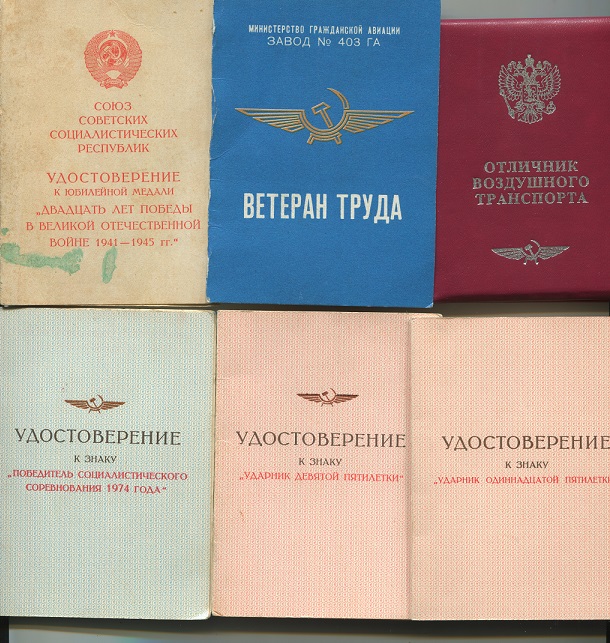 СОЮЗ
СОВЕТСКИХ
СОЦИАЛИСТИЧЕСКИХ
РЕСПУБЛИК
УДОСТОВЕРЕНИЕ
К ЮБИЛЕЙНОЙ МЕДАЛИ
„ДВАДЦАТЬ ЛЕТ ПОБЕДЫ
В ВЕЛИКОЙ ОТЕЧЕСТВЕННОЙ
ВОЙНЕ 1941—1945 гг.“
МИНИСТЕРСТВО ГРАЖДАНСКОЙ АВИАЦИИ
ЗАВОД № 403 ГА
ВЕТЕРАН ТРУДА
ОТЛИЧНИК
ВОЗДУШНОГО
ТРАНСПОРТА
УДОСТОВЕРЕНИЕ
К ЗНАКУ
„ПОБЕДИТЕЛЬ СОЦИАЛИСТИЧЕСКОГО
СОРЕВНОВАНИЯ 1974 ГОДА“
УДОСТОВЕРЕНИЕ
К ЗНАКУ
„УДАРНИК ДЕВЯТОЙ ПЯТИЛЕТКИ“
УДОСТОВЕРЕНИЕ
К ЗНАКУ
„УДАРНИК ОДИННАДЦАТОЙ ПЯТИЛЕТКИ